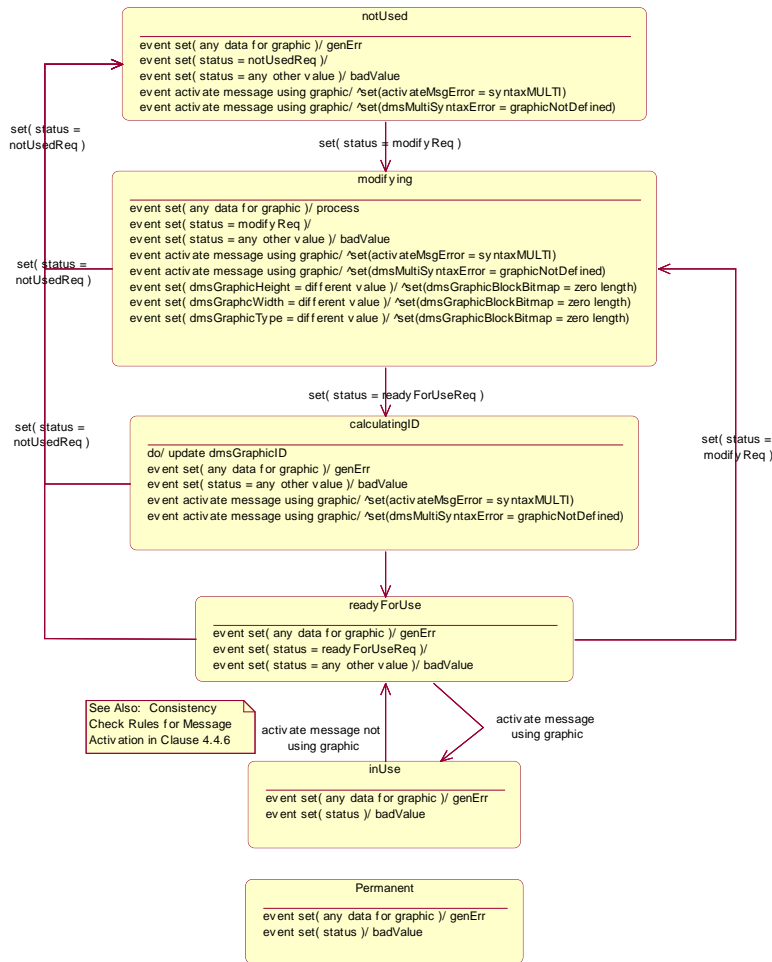 notUsed
event set( any data for graphic )/ genErr
event set( status = notUsedReq )/
event set( status = any other value )/ badValue
event activate message using graphic/ ^set(activateMsgError = syntaxMULTI)
event activate message using graphic/ ^set(dmsMultiSyntaxError = graphicNotDefined)
set( status =
notUsedReq )
set( status = modifyReq )
modifying
event set( any data for graphic )/ process
event set( status = modifyReq )/
event set( status = any other value )/ badValue
event activate message using graphic/ ^set(activateMsgError = syntaxMULTI)
event activate message using graphic/ ^set(dmsMultiSyntaxError = graphicNotDefined)
event set( dmsGraphicHeight = different value )/ ^set(dmsGraphicBlockBitmap = zero length)
event set( dmsGraphcWidth = different value )/ ^set(dmsGraphicBlockBitmap = zero length)
event set( dmsGraphicType = different value )/ ^set(dmsGraphicBlockBitmap = zero length)
set( status =
notUsedReq )
set( status = readyForUseReq )
calculatingID
do/ update dmsGraphicID
event set( any data for graphic )/ genErr
event set( status = any other value )/ badValue
event activate message using graphic/ ^set(activateMsgError = syntaxMULTI)
event activate message using graphic/ ^set(dmsMultiSyntaxError = graphicNotDefined)
set( status =
notUsedReq )
set( status =
modifyReq )
readyForUse
event set( any data for graphic )/ genErr
event set( status = readyForUseReq )/
event set( status = any other value )/ badValue
See Also: Consistency
Check Rules for Message
Activation in Clause 4.4.6
activate message not
using graphic
activate message
using graphic
inUse
event set( any data for graphic )/ genErr
event set( status )/ badValue
Permanent
event set( any data for graphic )/ genErr
event set( status )/ badValue